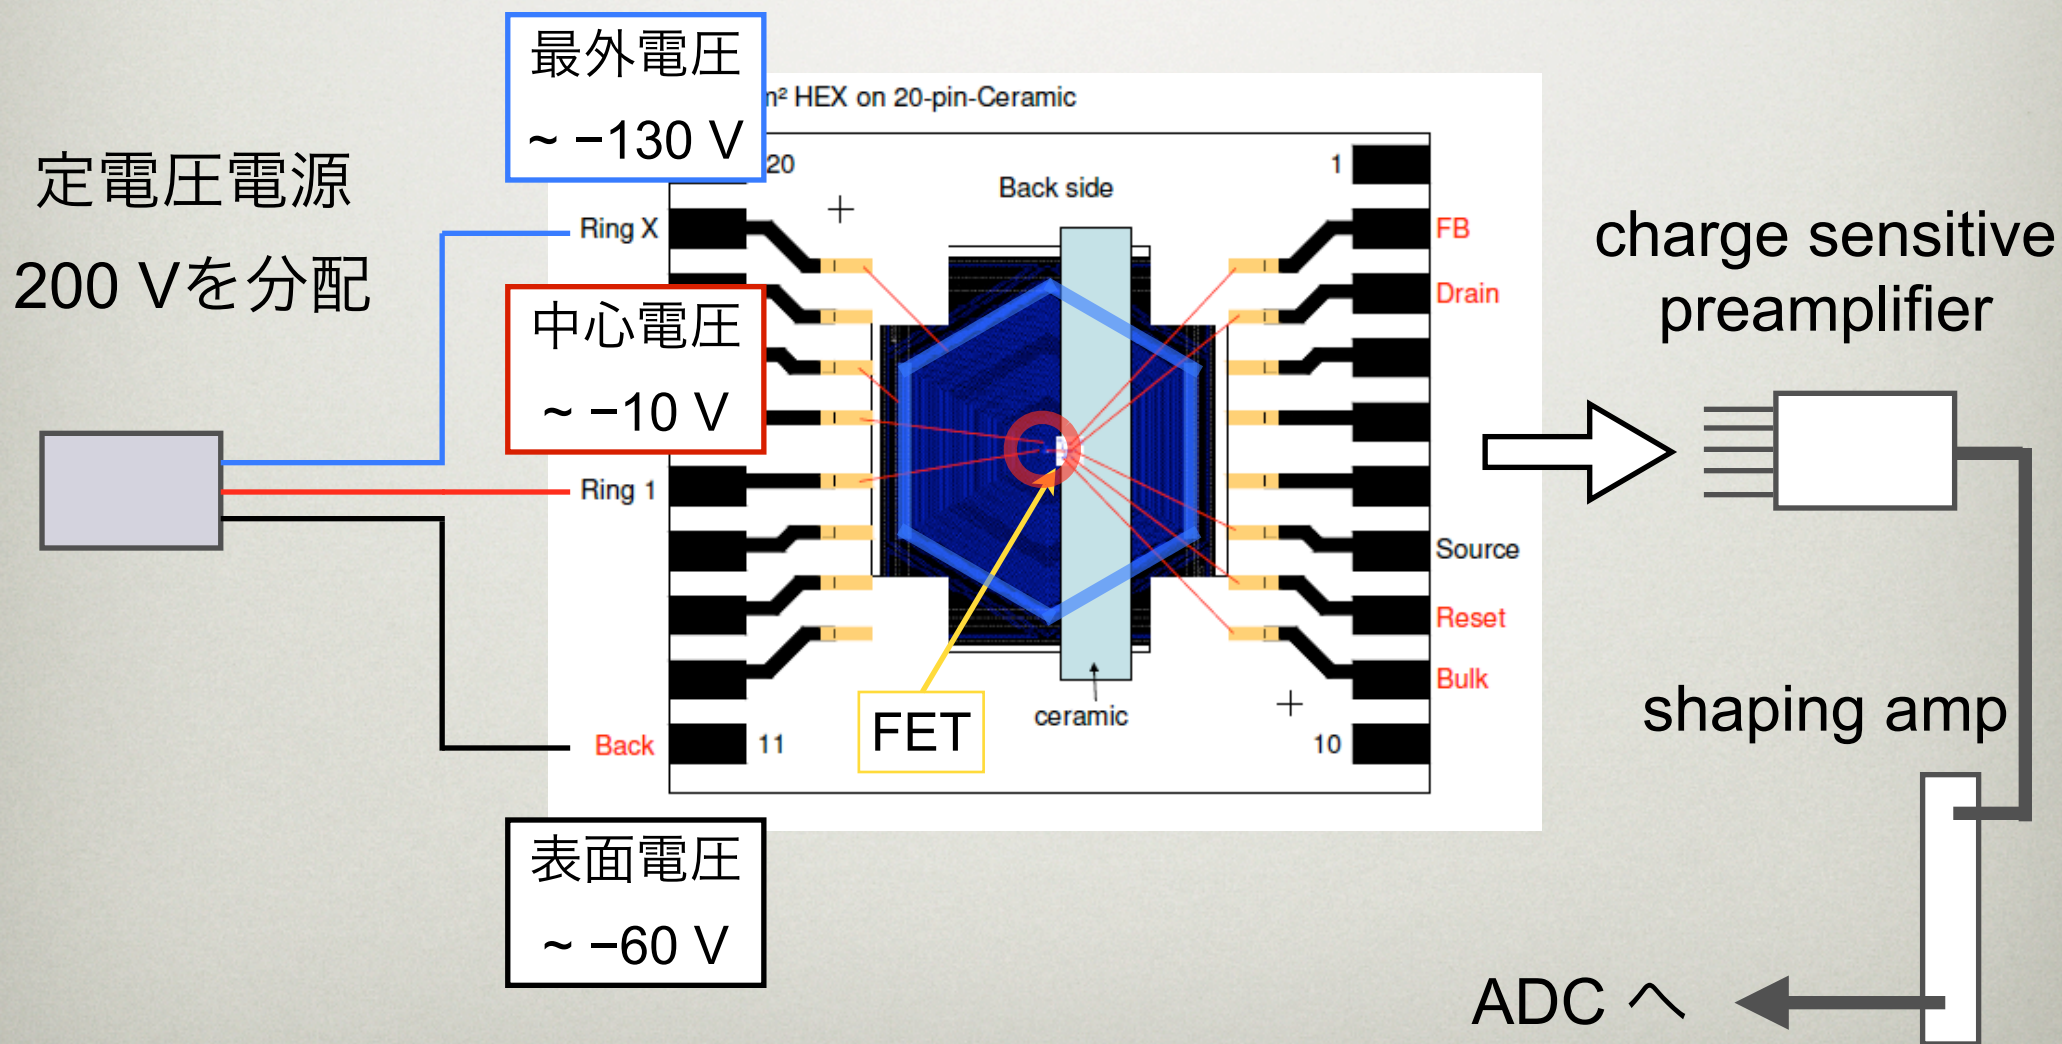 最外電圧
~ −130 V
m² HEX on 20-pin-Ceramic
定電圧電源
200 Vを分配
20
1
Back side
Ring X
FB
Drain
charge sensitive
preamplifier
中心電圧
~ −10 V
Ring 1
Source
Reset
Bulk
ceramic
FET
shaping amp
Back
11
10
表面電圧
~ −60 V
ADC へ